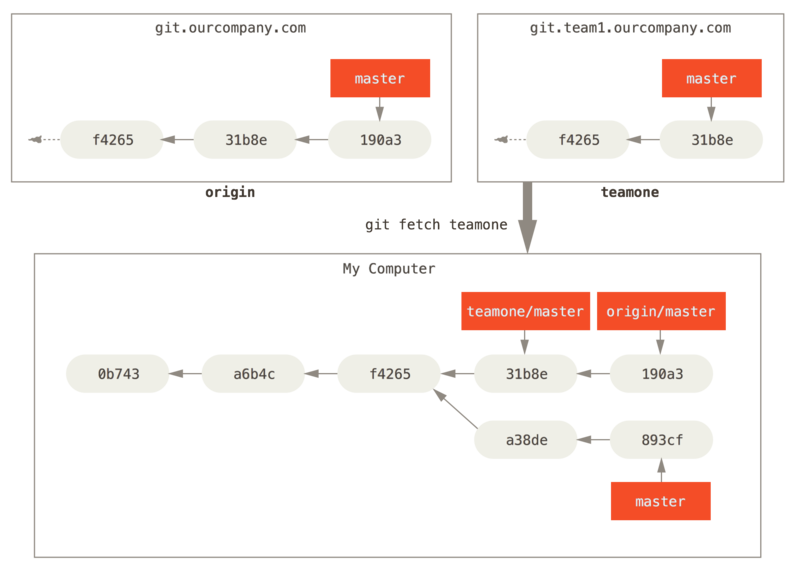 git.ourcompany.com
master
f4265
31b8e
190a3
origin
git.team1.ourcompany.com
master
f4265
31b8e
teamone
git fetch teamone
My Computer
teamone/master
origin/master
0b743
a6b4c
f4265
31b8e
190a3
a38de
893cf
master